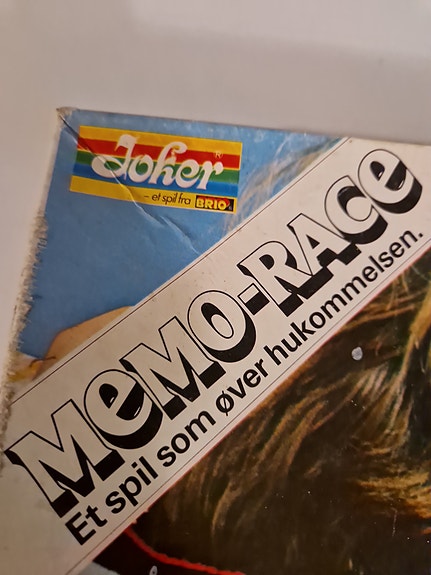 Joker®
– et spil fra BRIO
MeMO-RACe
Et spil som øver hukommelsen.